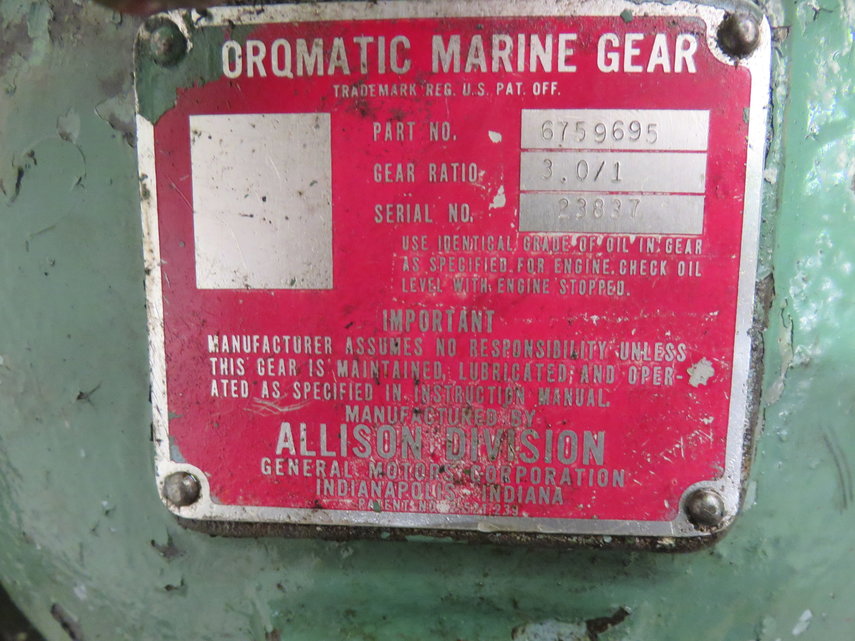 ORQMATIC MARINE GEAR
TRADEMARK REG. U.S. PAT. OFF.
PART NO. 6759695
GEAR RATIO 3.0/1
SERIAL NO. 23837
USE IDENTICAL GRADE OF OIL IN GEAR
AS SPECIFIED FOR ENGINE. CHECK OIL
LEVEL WITH ENGINE STOPPED.
IMPORTANT
MANUFACTURER ASSUMES NO RESPONSIBILITY UNLESS
THIS GEAR IS MAINTAINED, LUBRICATED, AND OPER-
ATED AS SPECIFIED IN INSTRUCTION MANUAL.
MANUFACTURED BY
ALLISON DIVISION
GENERAL MOTORS CORPORATION
INDIANAPOLIS INDIANA
PATENTS NO.